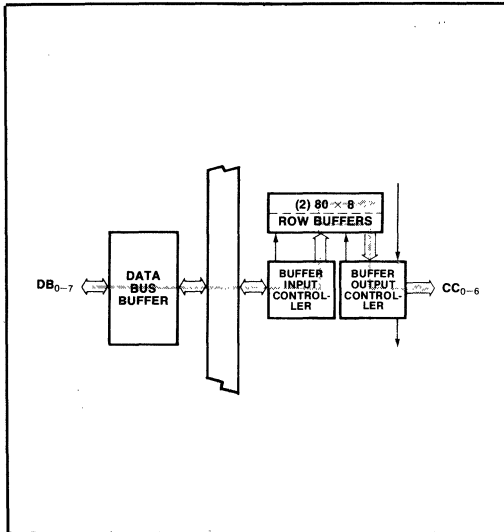 (2) 80 × 8
ROW BUFFERS
DB0–7
DATA
BUS
BUFFER
BUFFER
INPUT
CONTROL-
LER
BUFFER
OUTPUT
CONTROL-
LER
CC0–6